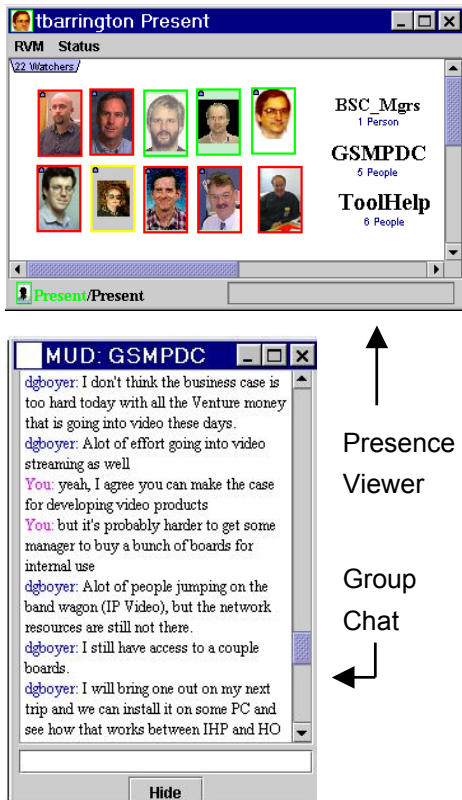 tbarrington Present
RVM Status
22 Watchers
BSC_Mgrs
1 Person
GSMPDC
5 People
ToolHelp
6 People
Present/Present
MUD: GSMPDC
dgboyer: I don't think the business case is
too hard today with all the Venture money
that is going into video these days.
dgboyer: Alot of effort going into video
streaming as well
You: yeah, I agree you can make the case
for developing video products
You: but it's probably harder to get some
manager to buy a bunch of boards for
internal use
dgboyer: Alot of people jumping on the
band wagon (IP Video), but the network
resources are still not there.
dgboyer: I still have access to a couple
boards.
dgboyer: I will bring one out on my next
trip and we can install it on some PC and
see how that works between IHP and HO
Hide
Presence
Viewer
Group
Chat